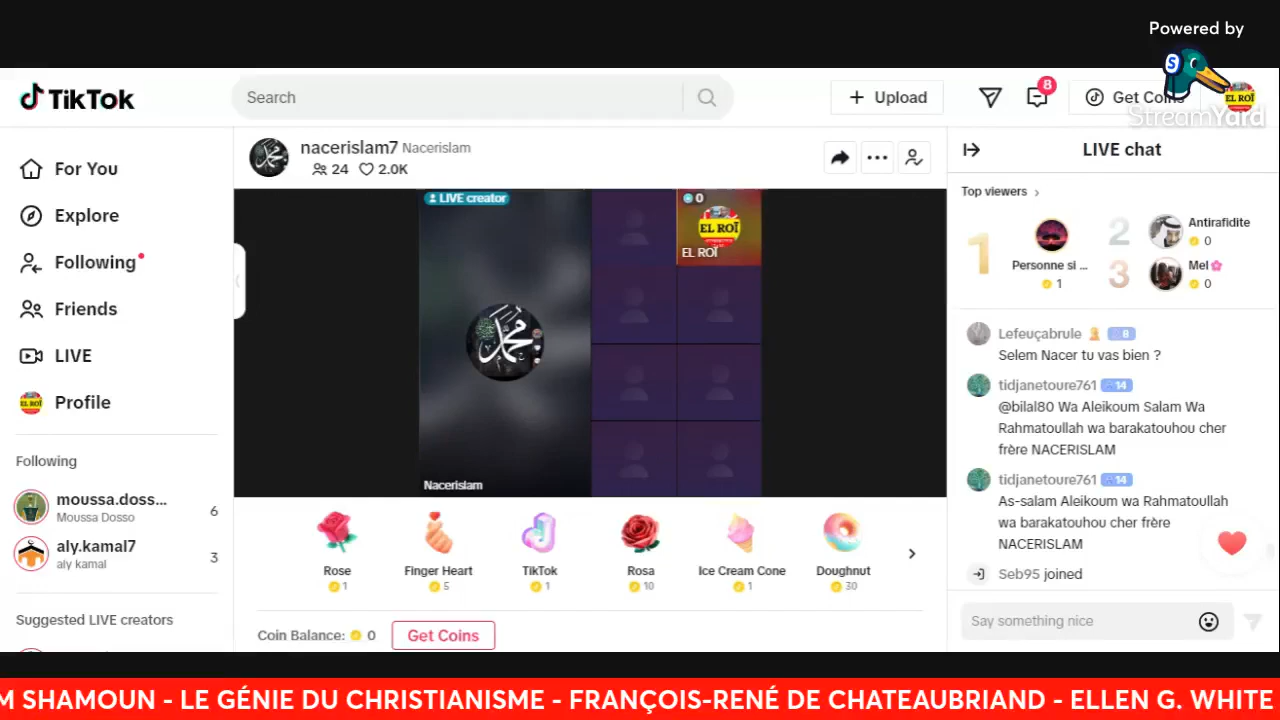 Powered by
StreamYard
TikTok
Search
Upload
8
Get Coins
EL ROÏ
For You
Explore
Following
Friends
LIVE
Profile
Following
moussa.doss...
Moussa Dosso
6
aly.kamal7
aly kamal
3
Suggested LIVE creators
nacerislam7 Nacerislam
24 2.0K
LIVE creator
0
EL ROÏ
EL ROÏ
محمد
Nacerislam
Rose
1
Finger Heart
5
TikTok
1
Rosa
10
Ice Cream Cone
1
Doughnut
30
Coin Balance: 0
Get Coins
LIVE chat
Top viewers
1
Personne si ...
1
2
Antirafidite
0
3
Mel
0
Lefeuçabrule 8
Selem Nacer tu vas bien ?
tidjanetoure761 14
@bilal80 Wa Aleikoum Salam Wa
Rahmatoullah wa barakatouhou cher
frère NACERISLAM
tidjanetoure761 14
As-salam Aleikoum wa Rahmatoullah
wa barakatouhou cher frère
NACERISLAM
Seb95 joined
Say something nice
M SHAMOUN - LE GÉNIE DU CHRISTIANISME - FRANÇOIS-RENÉ DE CHATEAUBRIAND - ELLEN G. WHITE